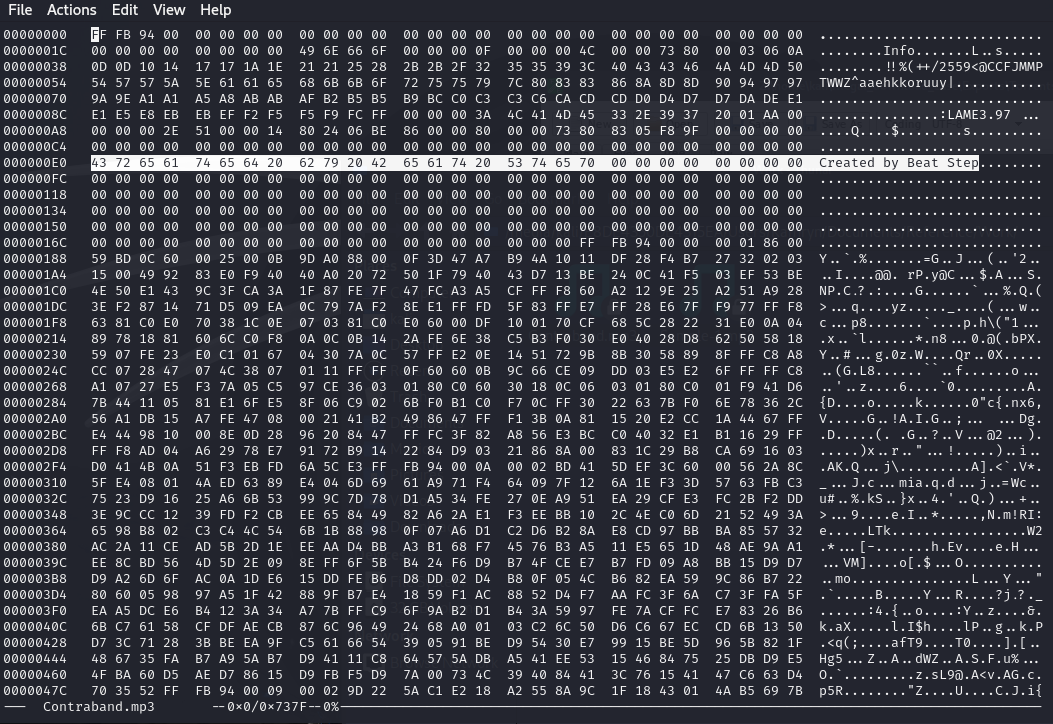 File Actions Edit View Help
00000000 FF FB 94 00 00 00 00 00 00 00 00 00 00 00 00 00 00 00 00 00 00 00 00 00 00 00 00 00 ............................
0000001C 00 00 00 00 00 00 00 00 49 6E 66 6F 00 00 00 0F 00 00 00 4C 00 00 73 80 00 03 06 0A ........Info.......L..s.....
00000038 0D 0D 10 14 17 17 1A 1E 21 21 25 28 2B 2B 2F 32 35 35 39 3C 40 43 43 46 4A 4D 4D 50 ........!!%(++/2559<@CCFJMMP
00000054 54 57 57 5A 5E 61 61 65 68 6B 6B 6F 72 75 75 79 7C 80 83 83 86 8A 8D 8D 90 94 97 97 TWWZ^aaehkkoruuy|...........
00000070 9A 9E A1 A1 A5 A8 AB AB AF B2 B5 B5 B9 BC C0 C3 C3 C6 CA CD CD D0 D4 D7 D7 DA DE E1 ............................
0000008C E1 E5 E8 EB EB EF F2 F5 F5 F9 FC FF 00 00 00 3A 4C 41 4D 45 33 2E 39 37 20 01 AA 00 ...............:LAME3.97 ...
000000A8 00 00 00 2E 51 00 00 14 80 24 06 BE 86 00 00 80 00 00 73 80 83 05 F8 9F 00 00 00 00 ....Q....$........s.........
000000C4 00 00 00 00 00 00 00 00 00 00 00 00 00 00 00 00 00 00 00 00 00 00 00 00 00 00 00 00 ............................
000000E0 43 72 65 61 74 65 64 20 62 79 20 42 65 61 74 20 53 74 65 70 00 00 00 00 00 00 00 00 Created by Beat Step........
000000FC 00 00 00 00 00 00 00 00 00 00 00 00 00 00 00 00 00 00 00 00 00 00 00 00 00 00 00 00 ............................
00000118 00 00 00 00 00 00 00 00 00 00 00 00 00 00 00 00 00 00 00 00 00 00 00 00 00 00 00 00 ............................
00000134 00 00 00 00 00 00 00 00 00 00 00 00 00 00 00 00 00 00 00 00 00 00 00 00 00 00 00 00 ............................
00000150 00 00 00 00 00 00 00 00 00 00 00 00 00 00 00 00 00 00 00 00 00 00 00 00 00 00 00 00 ............................
0000016C 00 00 00 00 00 00 00 00 00 00 00 00 00 00 00 00 00 00 00 FF FB 94 00 00 00 01 86 00 ............................
00000188 59 BD 0C 60 00 25 00 0B 9D A0 88 00 0F 3D 47 A7 B9 4A 10 11 DF 28 F4 B7 27 32 02 03 Y..`.%.......=G..J...(..'2..
000001A4 15 00 49 92 83 E0 F9 40 40 A0 20 72 50 1F 79 40 43 D7 13 BE 24 0C 41 F5 03 EF 53 BE ..I....@@. rP.y@C...$.A...S.
000001C0 4E 50 E1 43 9C 3F CA 3A 1F 87 FE 7F 47 FC A3 A5 CF FF F8 60 A2 12 9E 25 A2 51 A9 28 NP.C.?.:....G......`...%.Q.(
000001DC 3E F2 87 14 71 D5 09 EA 0C 79 7A F2 8E E1 FF FD 5F 83 FF E7 FF 28 E6 7F F9 77 FF F8 >...q....yz....._....(...w..
000001F8 63 81 C0 E0 70 38 1C 0E 07 03 81 C0 E0 60 00 DF 10 01 70 CF 68 5C 28 22 31 E0 0A 04 c...p8.......`....p.h\("1...
00000214 89 78 18 81 60 6C C0 F8 0A 0C 0B 14 2A FE 6E 38 C5 B3 F0 30 E0 40 28 D8 62 50 58 18 .x..`l......*.n8...0.@(.bPX.
00000230 59 07 FE 23 E0 C1 01 67 04 30 7A 0C 57 FF E2 0E 14 51 72 9B 8B 30 58 89 8F FF C8 A8 Y..#...g.0z.W....Qr..0X.....
0000024C CC 07 28 47 07 4C 38 07 01 11 FF FF 0F 60 60 0B 9C 66 CE 09 DD 03 E5 E2 6F FF FF C8 ..(G.L8......``..f......o...
00000268 A1 07 27 E5 F3 7A 05 C5 97 CE 36 03 01 80 C0 60 30 18 0C 06 03 01 80 C0 01 F9 41 D6 ..'..z....6....`0.........A.
00000284 7B 44 11 05 81 E1 6F E5 8F 06 C9 02 6B F0 B1 C0 F7 0C FF 30 22 63 7B F0 6E 78 36 2C {D....o.....k......0"c{.nx6,
000002A0 56 A1 DB 15 A7 FE 47 08 00 21 41 B2 49 86 47 FF F1 3B 0A 81 15 20 E2 CC 1A 44 67 FF V.....G..!A.I.G..;... ...Dg.
000002BC E4 44 98 10 00 8E 0D 28 96 20 84 47 FF FC 3F 82 A8 56 E3 BC C0 40 32 E1 B1 16 29 FF .D.....(. .G..?..V...@2...).
000002D8 FF F8 AD 04 A6 29 78 E7 91 72 B9 14 22 84 D9 03 21 86 8A 00 83 1C 29 B8 CA 69 16 03 .....)x..r.."...!.....)..i..
000002F4 D0 41 4B 0A 51 F3 EB FD 6A 5C E3 FF FB 94 00 0A 00 02 BD 41 5D EF 3C 60 00 56 2A 8C .AK.Q...j\.........A].<`.V*.
00000310 5F E4 08 01 4A ED 63 89 E4 04 6D 69 61 A9 71 F4 64 09 7F 12 6A 1E F3 3D 57 63 FB C3 _...J.c...mia.q.d...j..=Wc..
0000032C 75 23 D9 16 25 A6 6B 53 99 9C 7D 78 D1 A5 34 FE 27 0E A9 51 EA 29 CF E3 FC 2B F2 DD u#..%.kS..}x..4.'..Q.)...+..
00000348 3E 9C CC 12 39 FD F2 CB EE 65 84 49 82 A6 2A E1 F3 EE BB 10 2C 4E C0 6D 21 52 49 3A >...9....e.I..*.....,N.m!RI:
00000364 65 98 B8 02 C3 C4 4C 54 6B 1B 88 98 0F 07 A6 D1 C2 D6 B2 8A E8 CD 97 BB BA 85 57 32 e.....LTk.................W2
00000380 AC 2A 11 CE AD 5B 2D 1E EE AA D4 BB A3 B1 68 F7 45 76 B3 A5 11 E5 65 1D 48 AE 9A A1 .*...[-.......h.Ev....e.H...
0000039C EE 8C BD 56 4D 5D 2E 09 8E FF 6F 5B B4 24 F6 D9 B7 4F CE E7 B7 FD 09 A8 BB 15 D9 D7 ...VM]....o[.$...O..........
000003B8 D9 A2 6D 6F AC 0A 1D E6 15 DD FE B6 D8 DD 02 D4 B8 0F 05 4C B6 82 EA 59 9C 86 B7 22 ..mo...............L...Y..."
000003D4 80 60 05 98 97 A5 1F 42 88 9F B7 E4 18 59 F1 AC 88 52 D4 F7 AA FC 3F 6A C7 3F FA 5F .`.....B.....Y...R....?j.?._
000003F0 EA A5 DC E6 B4 12 3A 34 A7 7B FF C9 6F 9A B2 D1 B4 3A 59 97 FE 7A CF FC E7 83 26 B6 ......:4.{..o....:Y..z....&.
0000040C 6B C7 61 58 CF DF AE CB 87 6C 96 49 24 68 A0 01 03 2C 6C 50 D6 C6 67 EC CD 6B 13 50 k.aX.....l.I$h...,lP..g..k.P
00000428 D7 3C 71 28 3B BE EA 9F C5 61 66 54 39 05 91 BE D9 54 30 E7 99 15 BE 5D 96 5B 82 1F .<q(;....afT9....T0....].[..
00000444 48 67 35 FA B7 A9 5A B7 D9 41 11 C8 64 57 5A DB A5 41 EE 53 15 46 84 75 25 DB D9 E5 Hg5...Z..A..dWZ..A.S.F.u%...
00000460 4F BA 60 D5 AE D7 86 15 D9 FB F5 D9 7A 00 73 4C 39 40 84 41 3C 76 15 41 47 C6 63 D4 O.`.........z.sL9@.A<v.AG.c.
0000047C 70 35 52 FF FB 94 00 09 00 02 9D 22 5A C1 E2 18 A2 55 8A 9C 1F 18 43 01 4A B5 69 7B p5R........"Z....U....C.J.i{
Contraband.mp3 --0×0/0×737F--0%